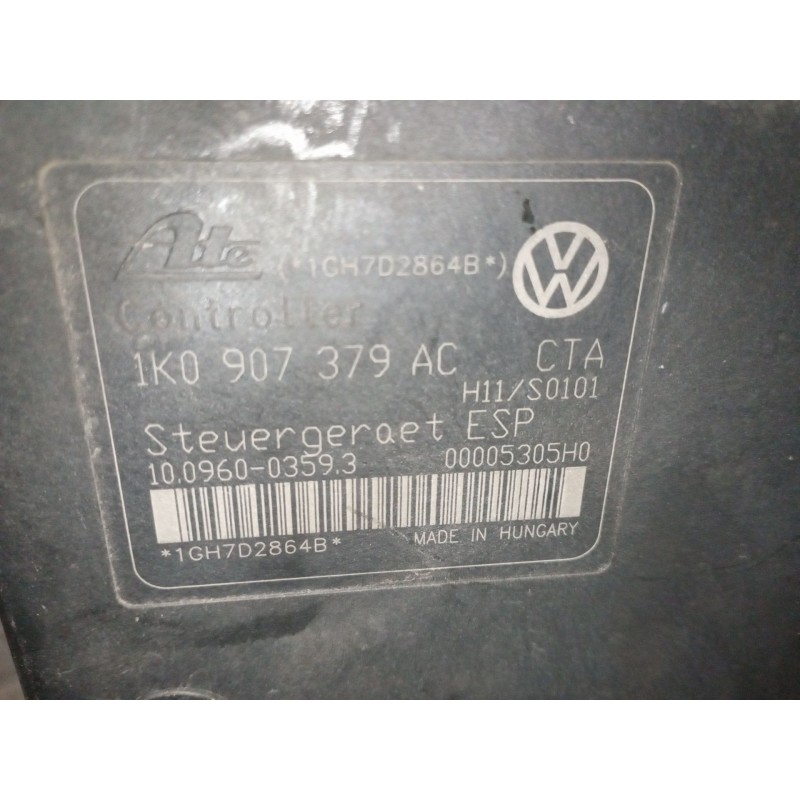 Ate (*1GH7D2864B*) VW
Controller
1K0 907 379 AC CTA
H11/S0101
Steuergeraet ESP
10.0960-0359.3 00005305H0
*1GH7D2864B* MADE IN HUNGARY